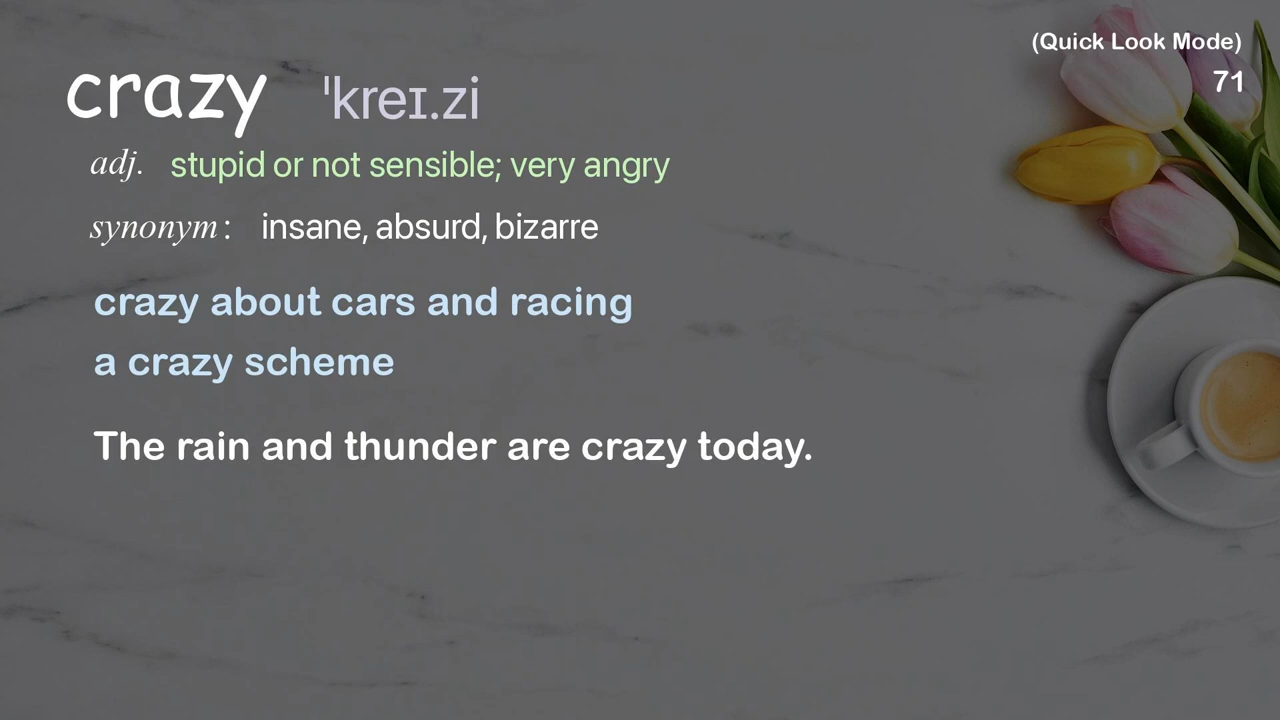 (Quick Look Mode)
71
crazy ˈkreɪ.zi
adj. stupid or not sensible; very angry
synonym: insane, absurd, bizarre
crazy about cars and racing
a crazy scheme
The rain and thunder are crazy today.